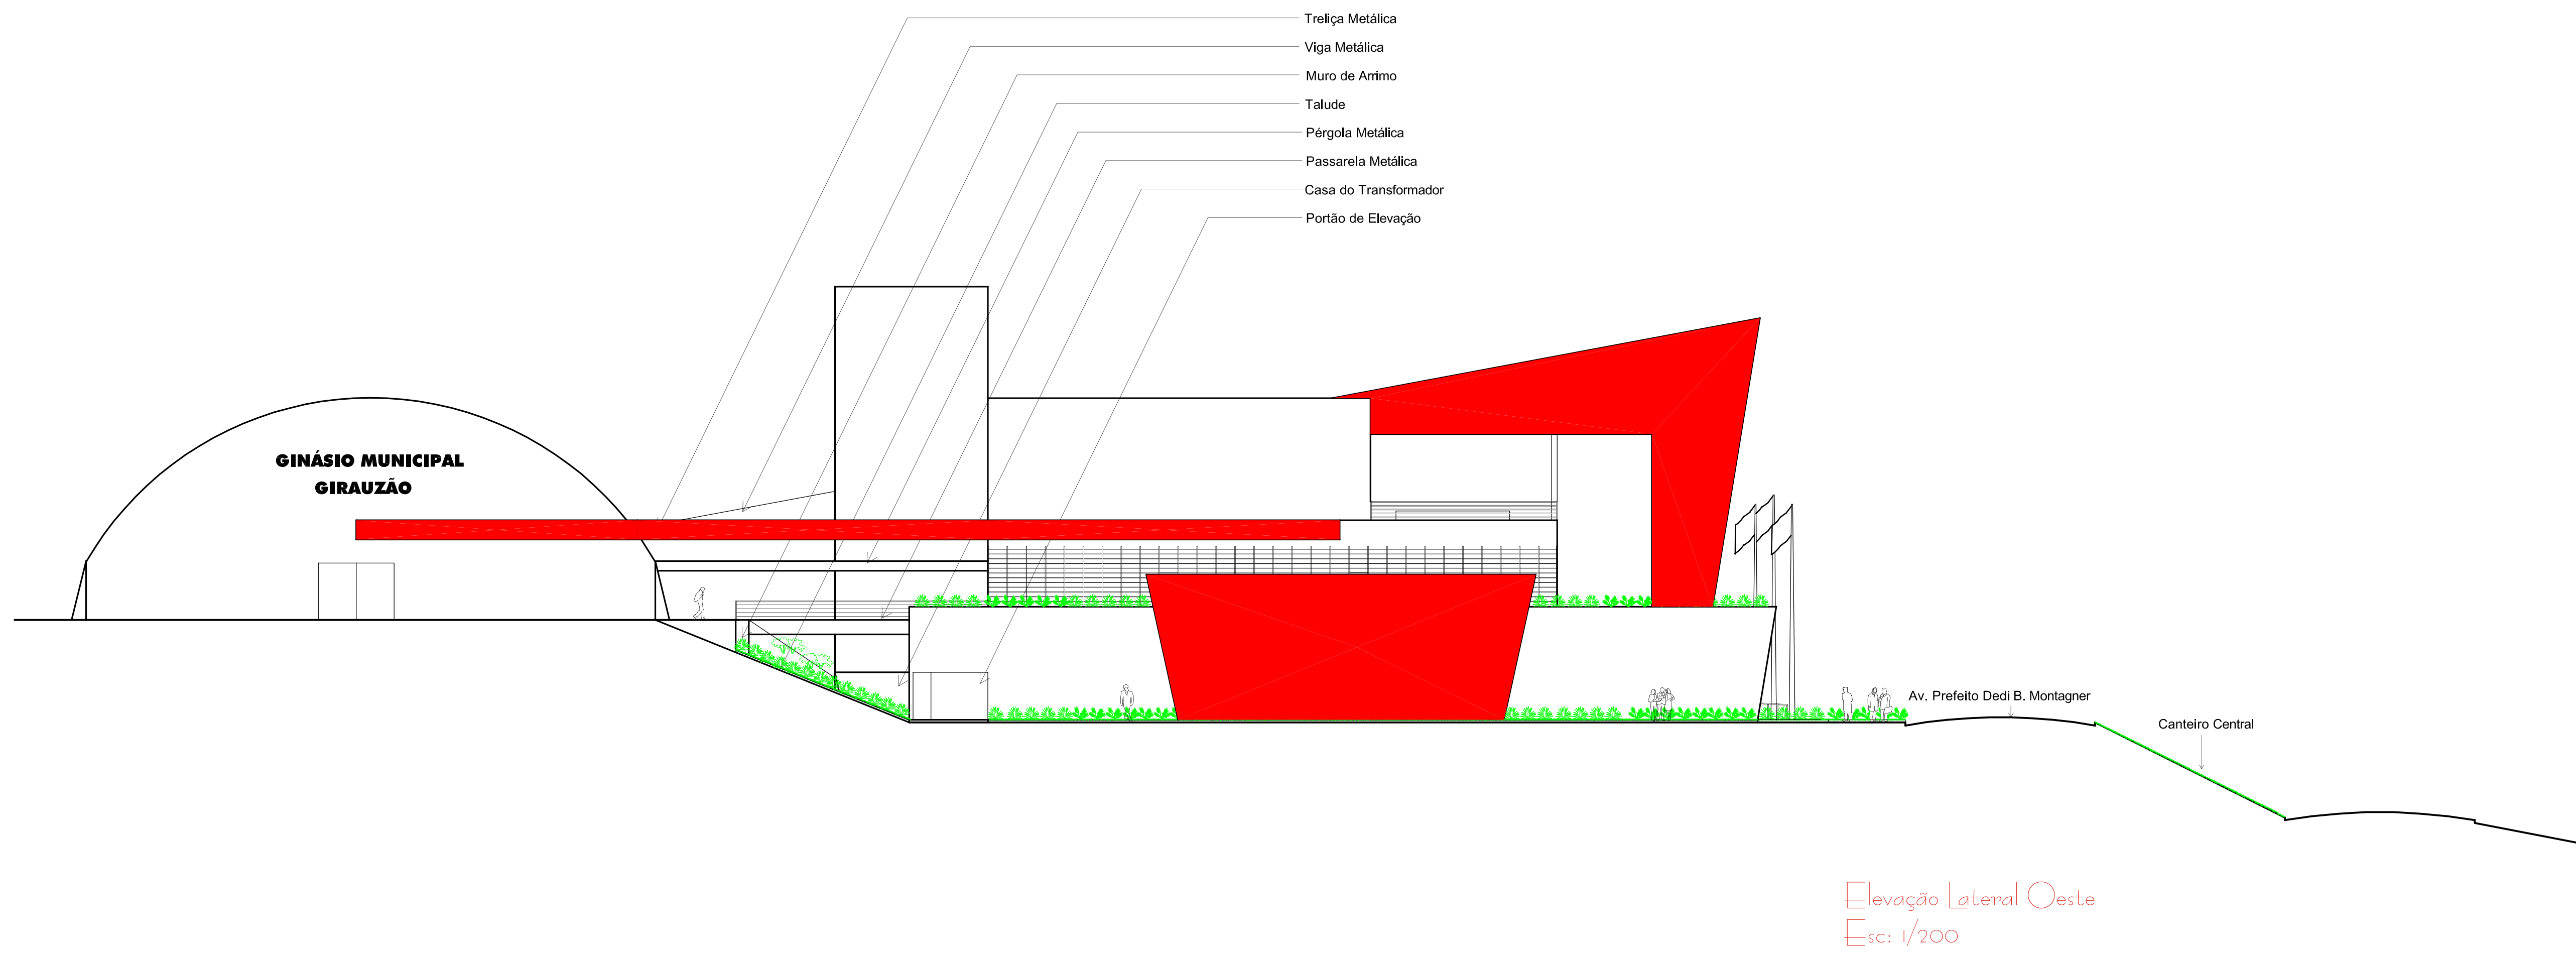 Treliça Metálica
Viga Metálica
Muro de Arrimo
Talude
Pérgola Metálica
Passarela Metálica
Casa do Transformador
Portão de Elevação
GINÁSIO MUNICIPAL
GIRAUZÃO
Av. Prefeito Dedi B. Montagner
Canteiro Central
Elevação Lateral Oeste
Esc: 1/200